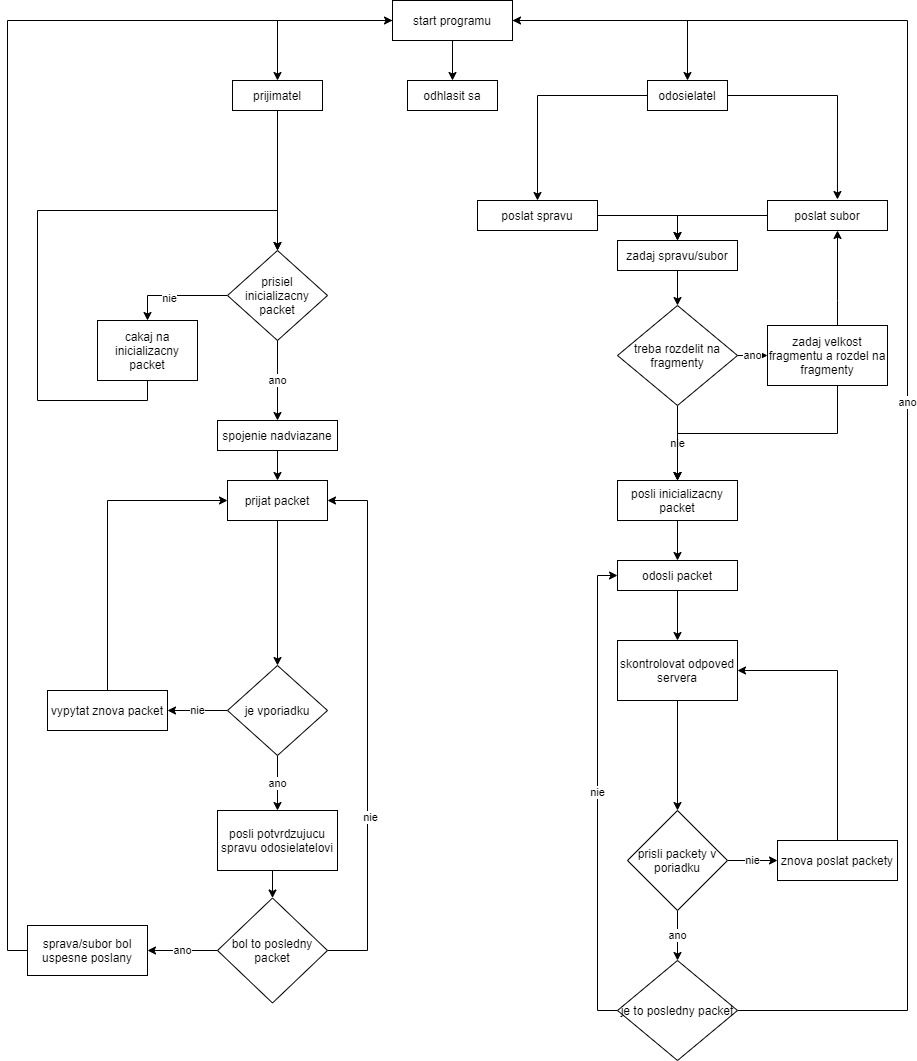 start programu
prijimatel
odhlasit sa
odosielatel
poslat spravu
poslat subor
zadaj spravu/subor
prisiel
inicializacny
packet
nie
cakaj na
inicializacny
packet
ano
treba rozdelit na
fragmenty
ano
zadaj velkost
fragmentu a rozdel na
fragmenty
ano
nie
spojenie nadviazane
prijat packet
posli inicializacny
packet
odosli packet
skontrolovat odpoved
servera
vypytat znova packet
nie
je vporiadku
ano
nie
nie
posli potvrdzujucu
spravu odosielatelovi
prisli packety v
poriadku
nie
znova poslat packety
ano
sprava/subor bol
uspesne poslany
ano
bol to posledny
packet
je to posledny packet